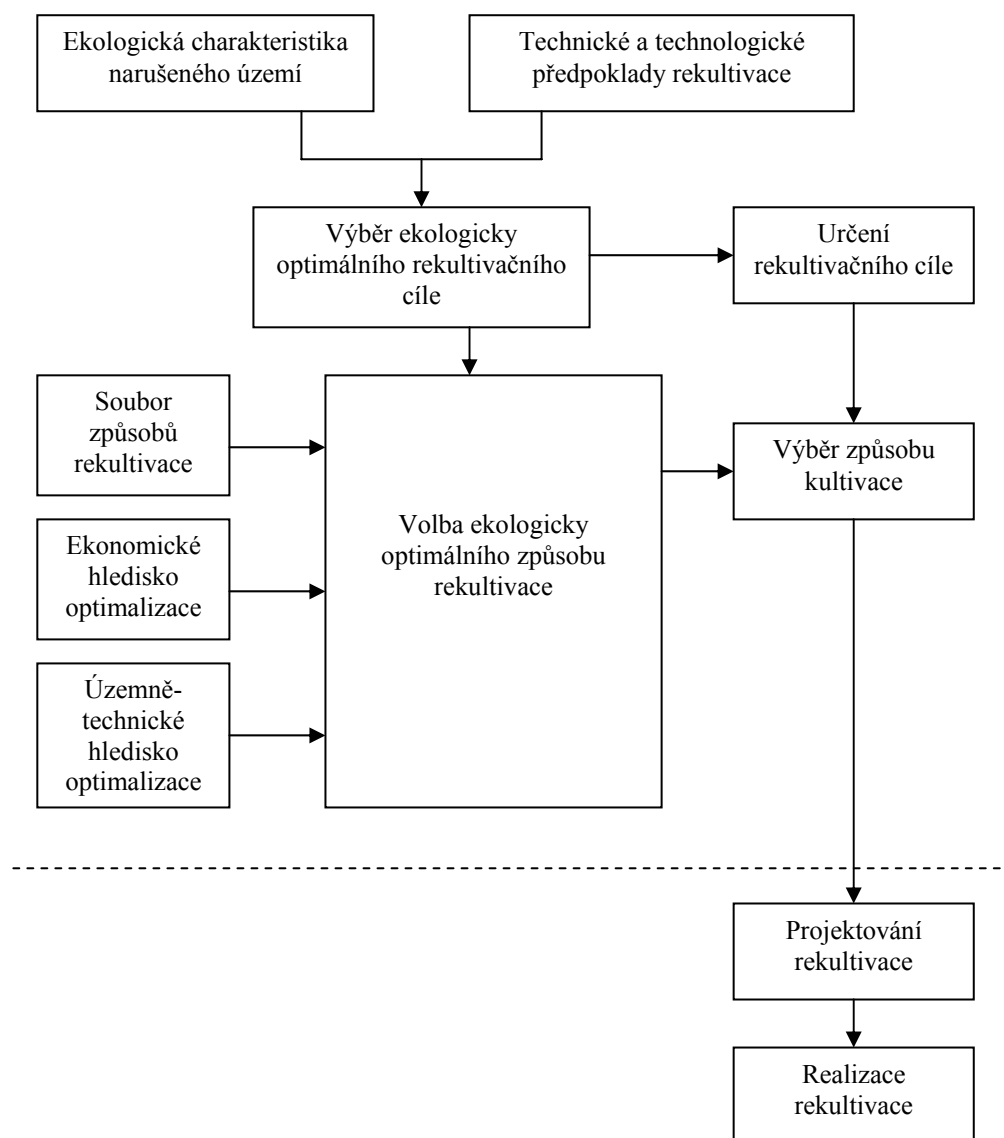 Ekologická charakteristika
narušeného území
Technické a technologické
předpoklady rekultivace
Výběr ekologicky
optimálního rekultivačního
cíle
Určení
rekultivačního cíle
Soubor
způsobů
rekultivace
Ekonomické
hledisko
optimalizace
Územně-
technické
hledisko
optimalizace
Volba ekologicky
optimálního způsobu
rekultivace
Výběr způsobu
kultivace
Projektování
rekultivace
Realizace
rekultivace